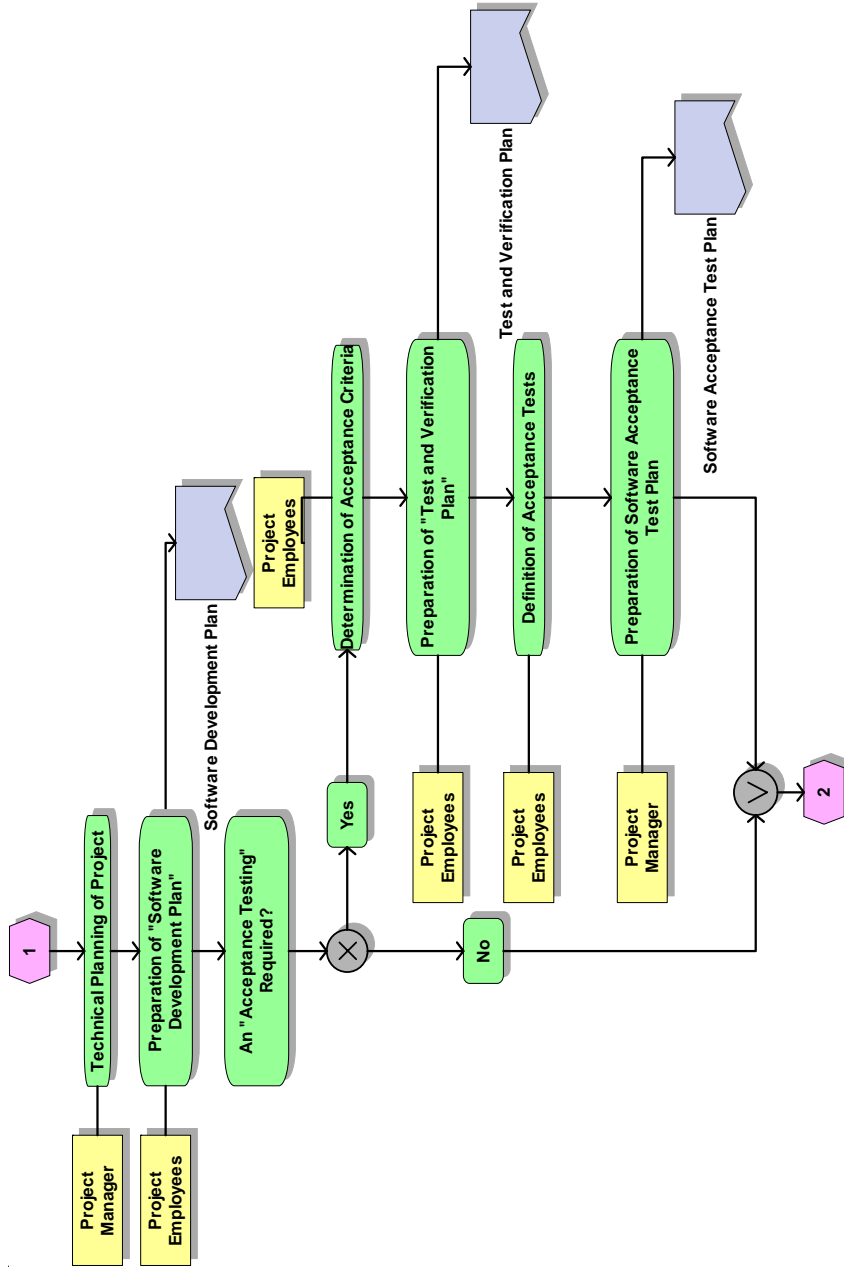 1
Technical Planning of Project
Project
Manager
Preparation of "Software
Development Plan"
Project
Employees
Software Development Plan
An "Acceptance Testing"
Required?
Yes
No
Project
Employees
Determination of Acceptance Criteria
Preparation of "Test and Verification
Plan"
Project
Employees
Test and Verification Plan
Definition of Acceptance Tests
Project
Employees
Preparation of Software Acceptance
Test Plan
Project
Manager
Software Acceptance Test Plan
2